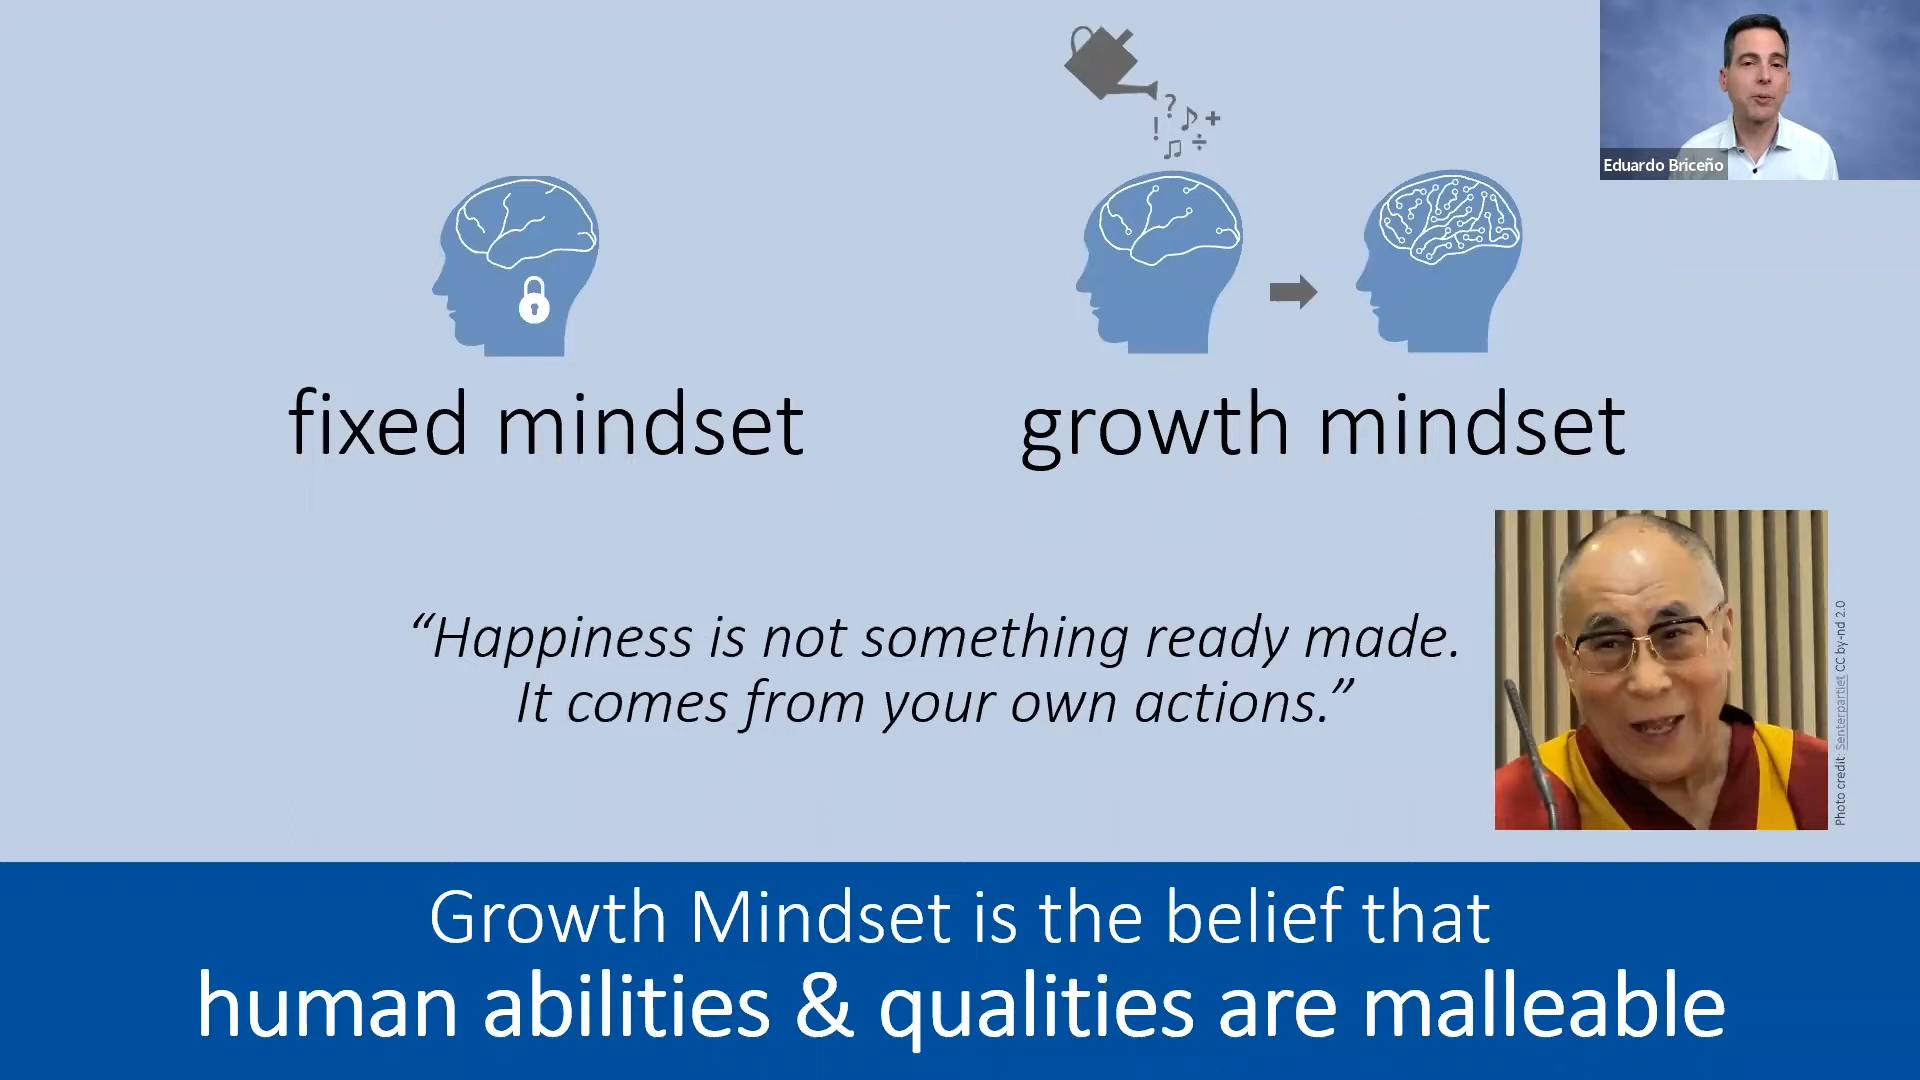 Eduardo Briceño
fixed mindset
growth mindset
“Happiness is not something ready made.
It comes from your own actions.”
Photo credit: Senterpartiet CC by-nd 2.0
Growth Mindset is the belief that
human abilities & qualities are malleable